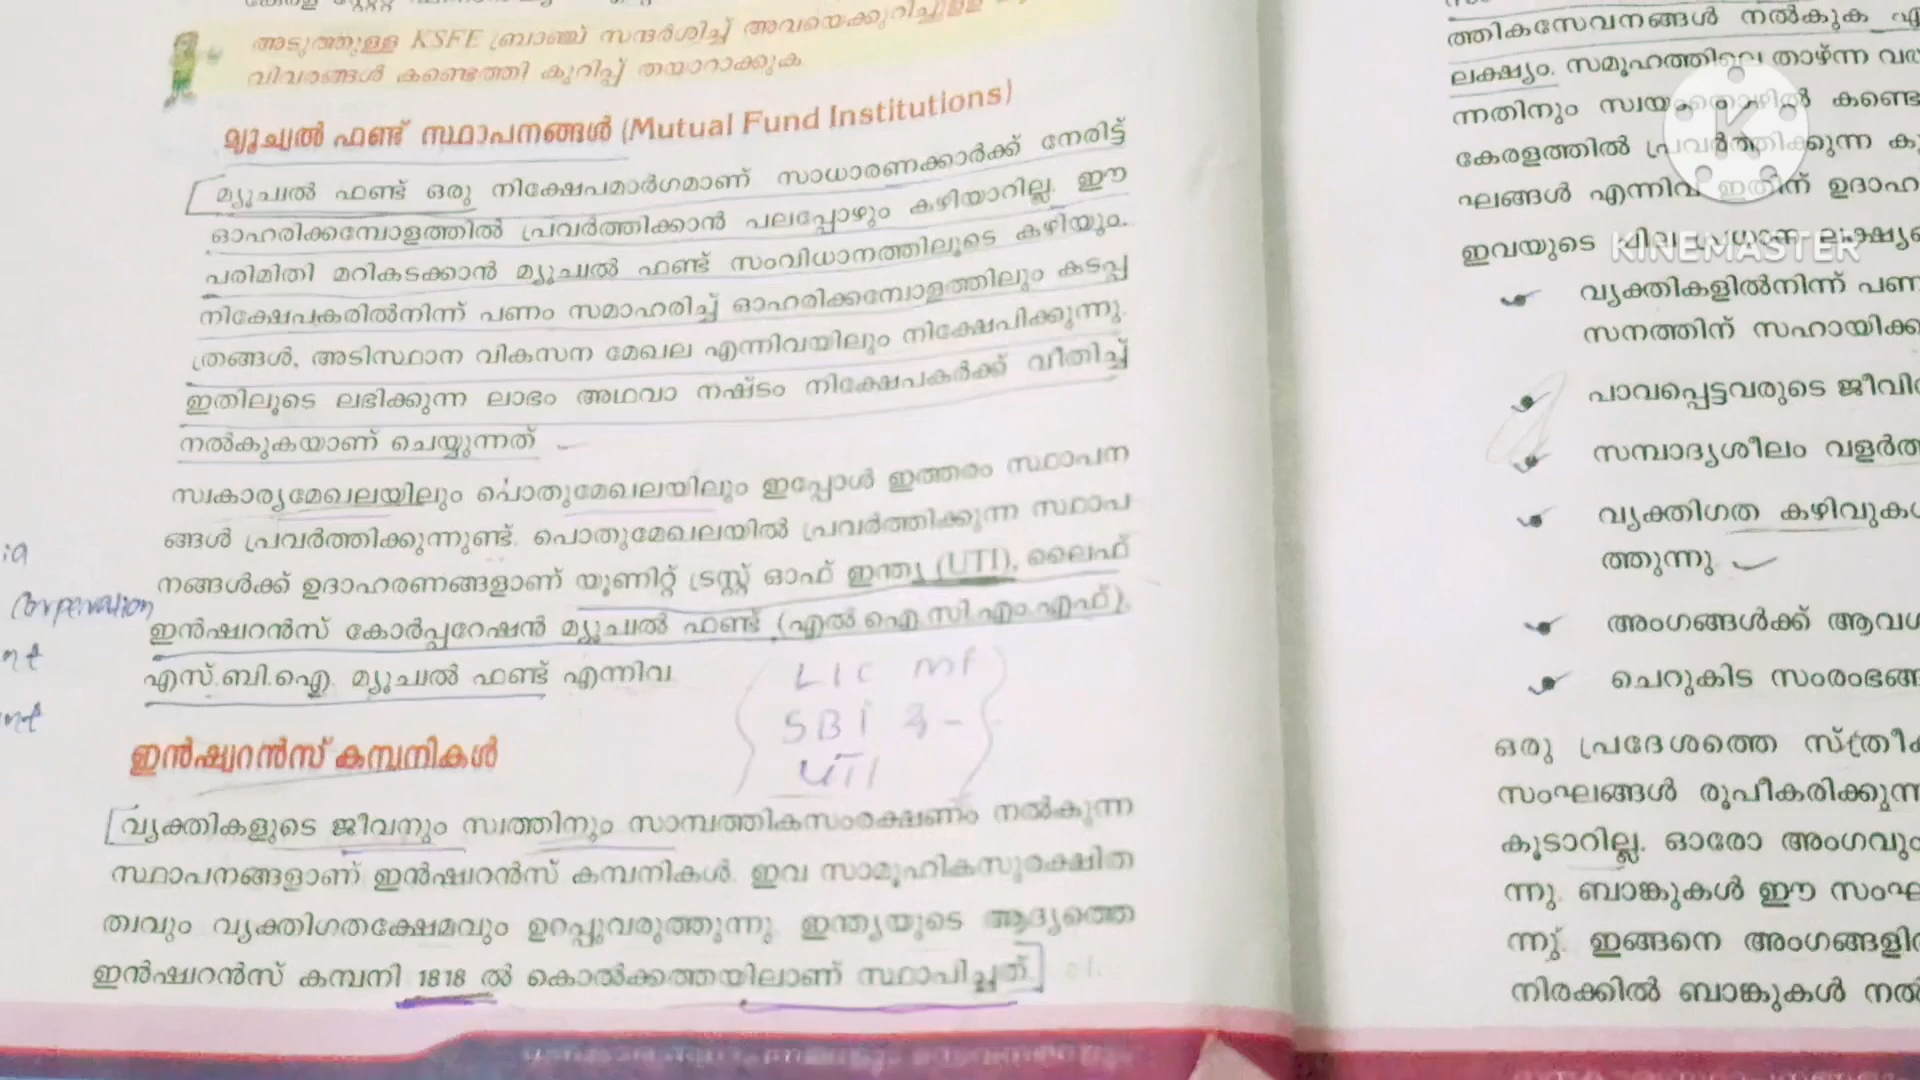 അടുത്തുള്ള KSFE ബ്രാഞ്ച് സന്ദർശിച്ച് അവയെക്കുറിച്ചുള്ള
വിവരങ്ങൾ കണ്ടെത്തി കുറിപ്പ് തയാറാക്കുക
മ്യൂച്വൽ ഫണ്ട് സ്ഥാപനങ്ങൾ (Mutual Fund Institutions)
മ്യൂച്വൽ ഫണ്ട് ഒരു നിക്ഷേപമാർഗമാണ് സാധാരണക്കാർക്ക് നേരിട്ട്
ഓഹരിക്കമ്പോളത്തിൽ പ്രവർത്തിക്കാൻ പലപ്പോഴും കഴിയാറില്ല. ഈ
പരിമിതി മറികടക്കാൻ മ്യൂച്വൽ ഫണ്ട് സംവിധാനത്തിലൂടെ കഴിയും.
നിക്ഷേപകരിൽനിന്ന് പണം സമാഹരിച്ച് ഓഹരിക്കമ്പോളത്തിലും കടപ്പ
ത്രങ്ങൾ, അടിസ്ഥാന വികസന മേഖല എന്നിവയിലും നിക്ഷേപിക്കുന്നു.
ഇതിലൂടെ ലഭിക്കുന്ന ലാഭം അഥവാ നഷ്ടം നിക്ഷേപകർക്ക് വീതിച്ച്
നൽകുകയാണ് ചെയ്യുന്നത്
സ്വകാര്യമേഖലയിലും പൊതുമേഖലയിലും ഇപ്പോൾ ഇത്തരം സ്ഥാപന
ങ്ങൾ പ്രവർത്തിക്കുന്നുണ്ട്. പൊതുമേഖലയിൽ പ്രവർത്തിക്കുന്ന സ്ഥാപ
നങ്ങൾക്ക് ഉദാഹരണങ്ങളാണ് യൂണിറ്റ് ട്രസ്റ്റ് ഓഫ് ഇന്ത്യ (UTI), ലൈഫ്
ഇൻഷ്വറൻസ് കോർപ്പറേഷൻ മ്യൂച്വൽ ഫണ്ട് (എൽ.ഐ.സി.എം.എഫ്),
എസ്.ബി.ഐ. മ്യൂച്വൽ ഫണ്ട് എന്നിവ
LIC MF
SBI
UTI
ഇൻഷ്വറൻസ് കമ്പനികൾ
വ്യക്തികളുടെ ജീവനും സ്വത്തിനും സാമ്പത്തികസംരക്ഷണം നൽകുന്ന
സ്ഥാപനങ്ങളാണ് ഇൻഷ്വറൻസ് കമ്പനികൾ. ഇവ സാമൂഹികസുരക്ഷിത
ത്വവും വ്യക്തിഗതക്ഷേമവും ഉറപ്പുവരുത്തുന്നു. ഇന്ത്യയുടെ ആദ്യത്തെ
ഇൻഷ്വറൻസ് കമ്പനി 1818 ൽ കൊൽക്കത്തയിലാണ് സ്ഥാപിച്ചത്.
ത്തികസേവനങ്ങൾ നൽകുക
ലക്ഷ്യം. സമൂഹത്തിലെ താഴ്ന്ന
ന്നതിനും സ്വയംതൊഴിൽ
കേരളത്തിൽ പ്രവർത്തിക്കുന്ന
ഘങ്ങൾ എന്നിവ ഇതിന്
ഇവയുടെ വിവ പ്രധാന
KINEMASTER
വ്യക്തികളിൽനിന്ന്
സനത്തിന്
പാവപ്പെട്ടവരുടെ
സമ്പാദ്യശീലം
വ്യക്തിഗത
ത്തുന്നു
അംഗങ്ങൾക്ക്
ചെറുകിട
ഒരു പ്രദേശത്തെ
സംഘങ്ങൾ
കൂടാറില്ല. ഓരോ
ന്നു. ബാങ്കുകൾ ഈ
ന്നു. ഇങ്ങനെ
നിരക്കിൽ ബാങ്കുകൾ